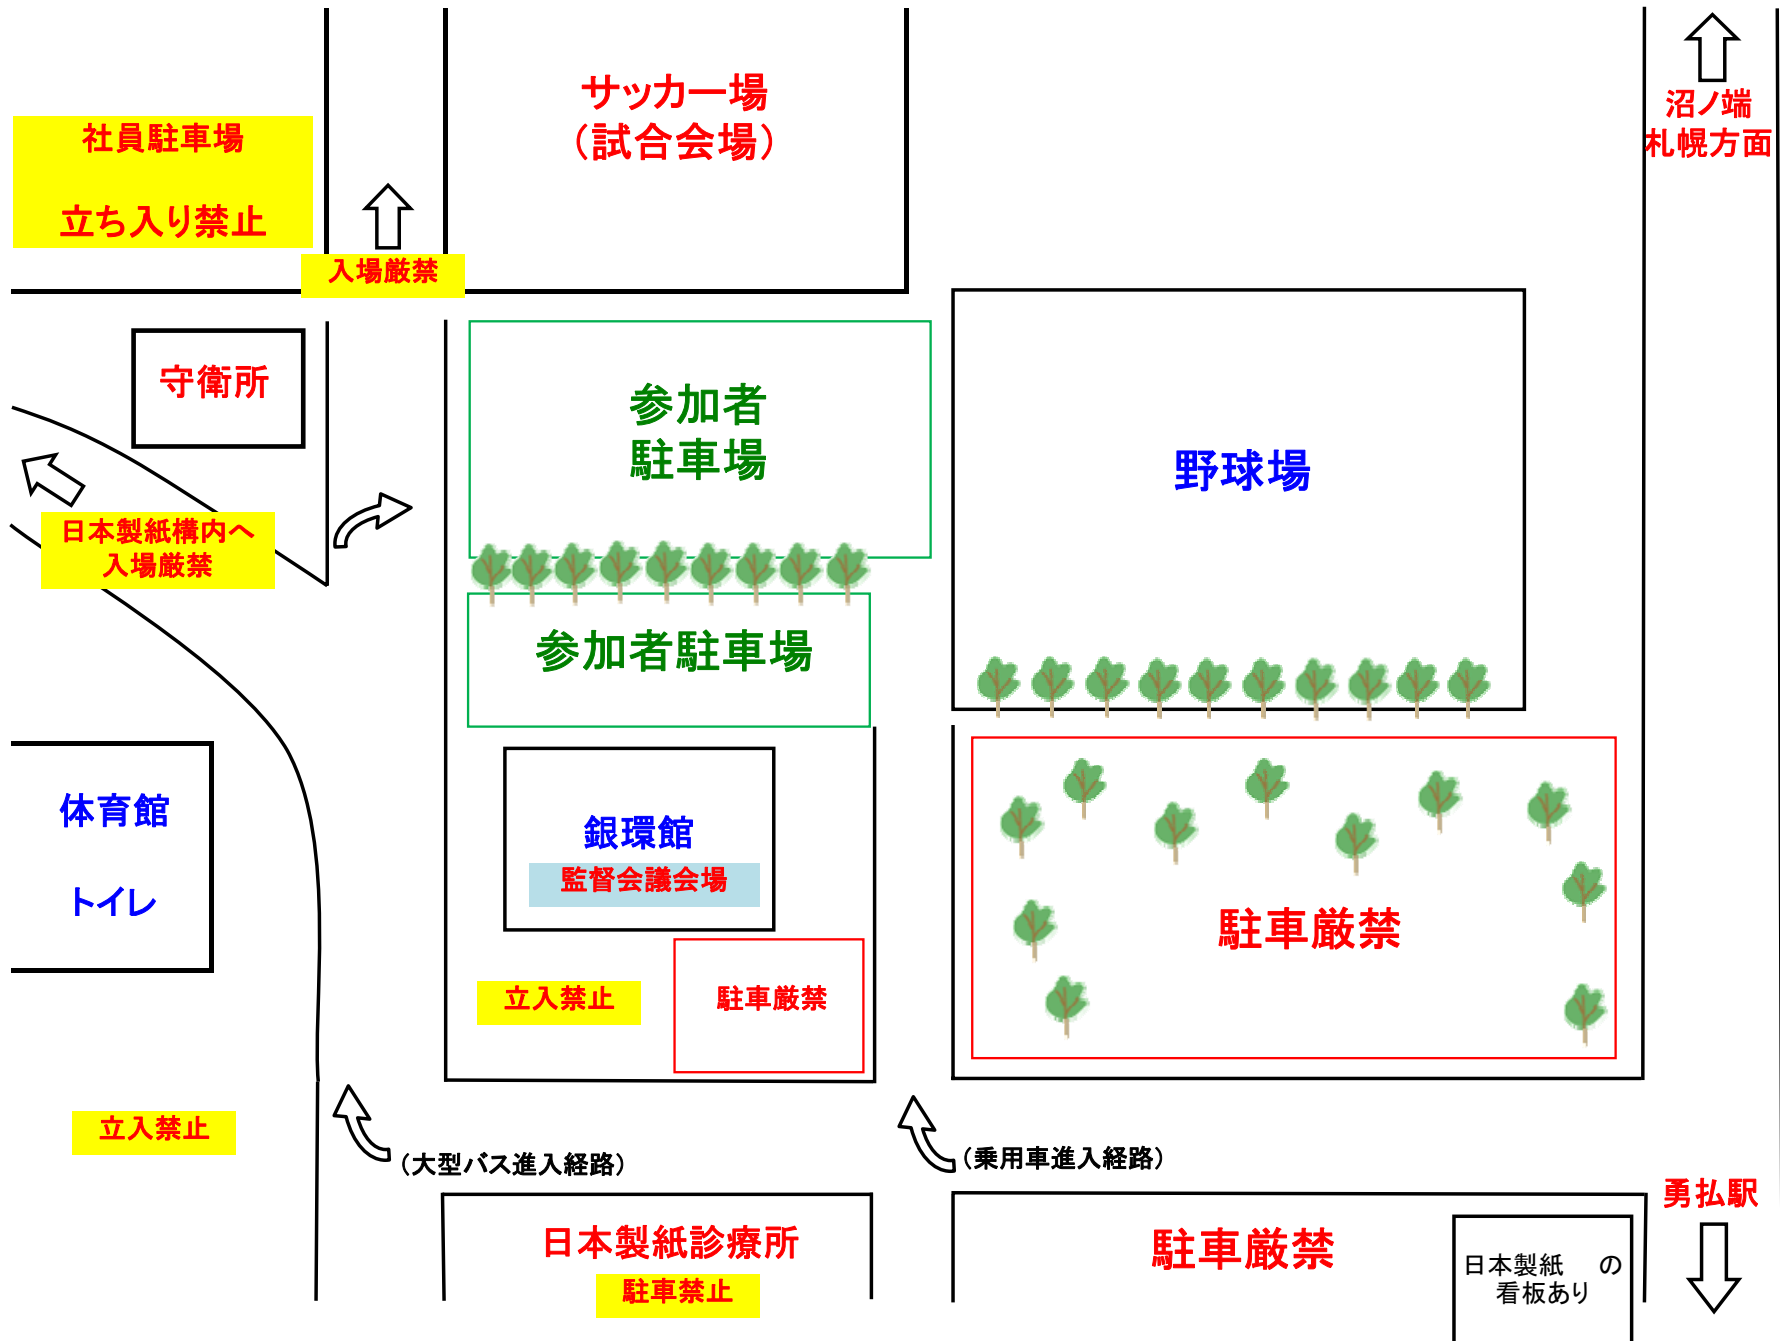 サッカー場
（試合会場）
沼ノ端
札幌方面
社員駐車場
立ち入り禁止
入場厳禁
守衛所
参加者
駐車場
野球場
日本製紙構内へ
入場厳禁
参加者駐車場
体育館
トイレ
銀環館
監督会議会場
駐車厳禁
立入禁止
駐車厳禁
立入禁止
（大型バス進入経路）
（乗用車進入経路）
勇払駅
日本製紙診療所
駐車禁止
駐車厳禁
日本製紙　の
看板あり